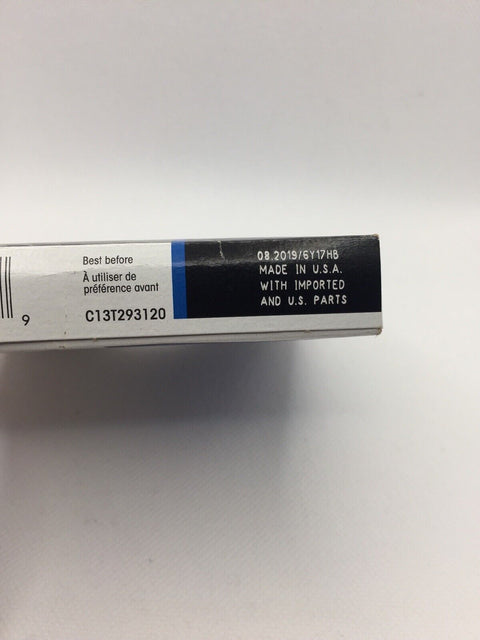 Best before
À utiliser de
préférence avant
9
C13T293120
08.2019/6Y17HB
MADE IN U.S.A.
WITH IMPORTED
AND U.S. PARTS